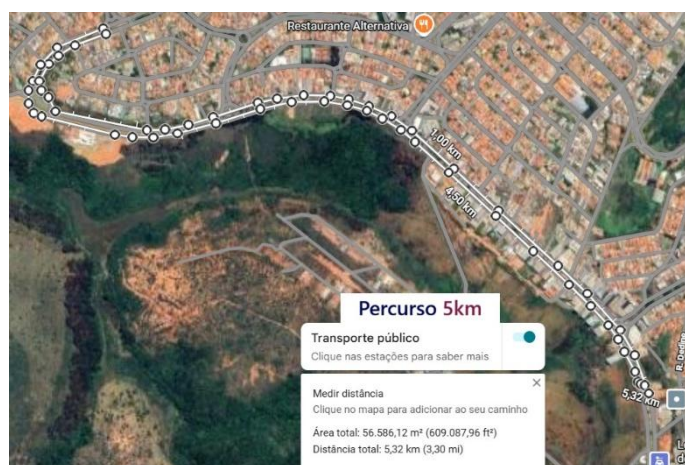 Restaurante Alternativa
1,00 km
4,50 km
Percurso 5km
Transporte público
Clique nas estações para saber mais
R. Dedino
5,32 km
Medir distância
Clique no mapa para adicionar ao seu caminho
Área total: 56.586,12 m² (609.087,96 ft²)
Distância total: 5,32 km (3,30 mi)